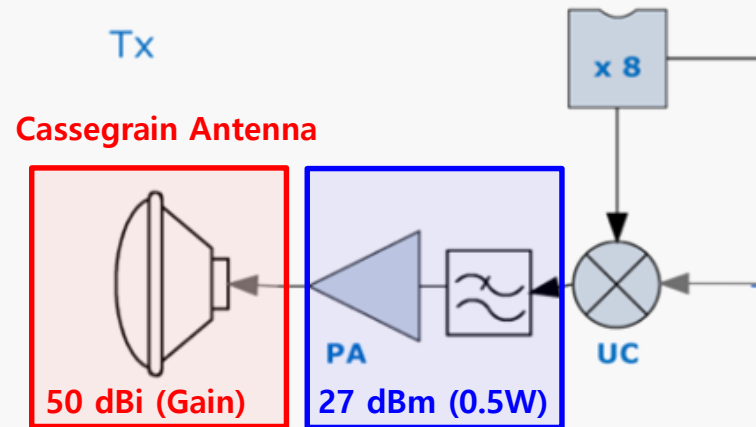 Tx
x 8
Cassegrain Antenna
PA
UC
50 dBi (Gain)
27 dBm (0.5W)